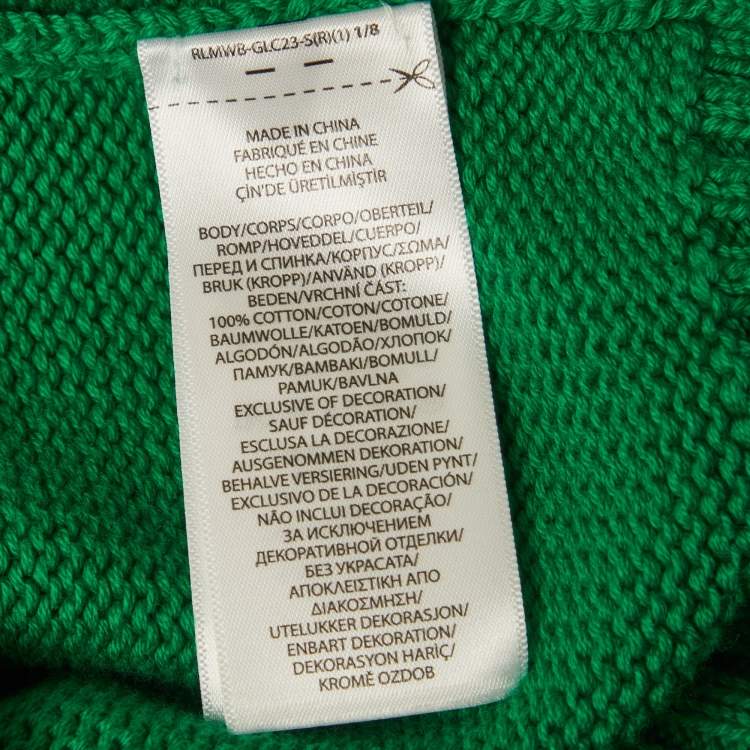 RLMWB-GLC23-S(R)(1) 1/8
MADE IN CHINA
FABRIQUÉ EN CHINE
HECHO EN CHINA
ÇİN'DE ÜRETİLMİŞTİR
BODY/CORPS/CORPO/OBERTEIL/
ROMP/HOVEDDEL/CUERPO/
ПЕРЕД И СПИНКА/КОРПУС/ΣΩΜΑ/
BRUK (KROPP)/ANVÄND (KROPP)/
BEDEN/VRCHNÍ ČÁST:
100% COTTON/COTON/COTONE/
BAUMWOLLE/KATOEN/BOMULD/
ALGODÓN/ALGODÃO/ХЛОПОК/
ПАМУК/ΒΑΜΒΑΚΙ/BOMULL/
PAMUK/BAVLNA
EXCLUSIVE OF DECORATION/
SAUF DÉCORATION/
ESCLUSA LA DECORAZIONE/
AUSGENOMMEN DEKORATION/
BEHALVE VERSIERING/UDEN PYNT/
EXCLUSIVO DE LA DECORACIÓN/
NÃO INCLUI DECORAÇÃO/
ЗА ИСКЛЮЧЕНИЕМ
ДЕКОРАТИВНОЙ ОТДЕЛКИ/
БЕЗ УКРАСАТА/
ΑΠΟΚΛΕΙΣΤΙΚΗ ΑΠΟ
ΔΙΑΚΟΣΜΗΣΗ/
UTELUKKER DEKORASJON/
ENBART DEKORATION/
DEKORASYON HARİÇ/
KROMĚ OZDOB